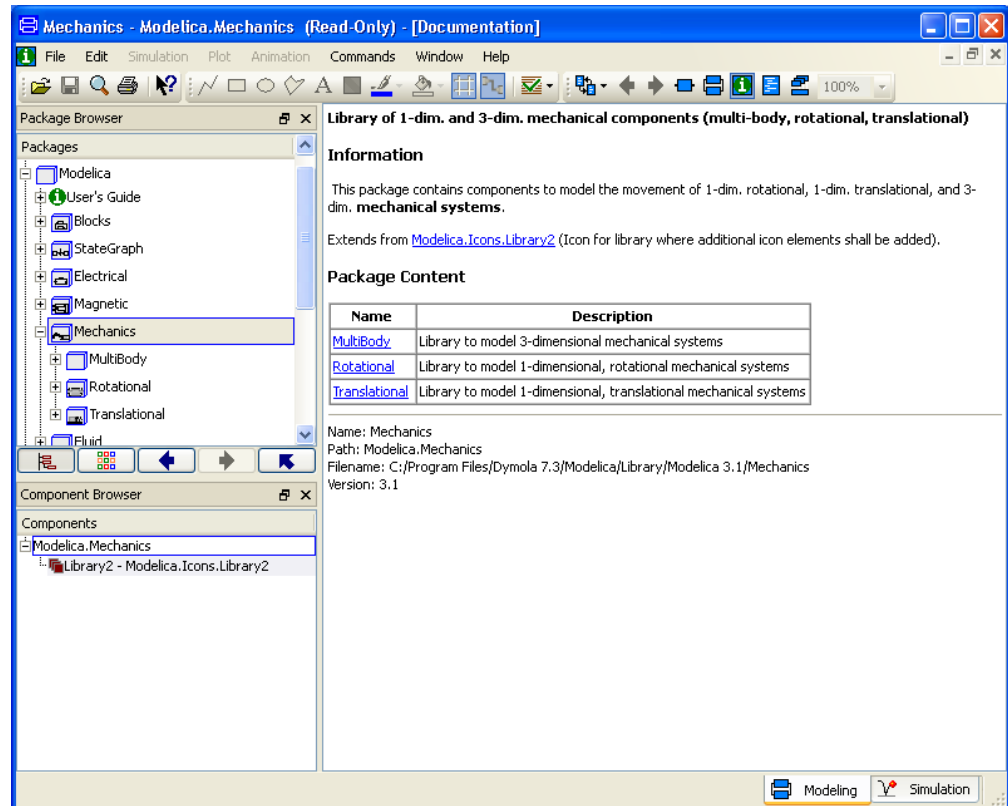 Mechanics - Modelica.Mechanics (Read-Only) - [Documentation]
File Edit Simulation Plot Animation Commands Window Help
100%
Package Browser
Packages
Modelica
User's Guide
Blocks
StateGraph
Electrical
Magnetic
Mechanics
MultiBody
Rotational
Translational
Fluid
Component Browser
Components
Modelica.Mechanics
Library2 - Modelica.Icons.Library2
Library of 1-dim. and 3-dim. mechanical components (multi-body, rotational, translational)
Information
This package contains components to model the movement of 1-dim. rotational, 1-dim. translational, and 3-
dim. mechanical systems.
Extends from Modelica.Icons.Library2 (Icon for library where additional icon elements shall be added).
Package Content
Name Description
MultiBody Library to model 3-dimensional mechanical systems
Rotational Library to model 1-dimensional, rotational mechanical systems
Translational Library to model 1-dimensional, translational mechanical systems
Name: Mechanics
Path: Modelica.Mechanics
Filename: C:/Program Files/Dymola 7.3/Modelica/Library/Modelica 3.1/Mechanics
Version: 3.1
Modeling Simulation